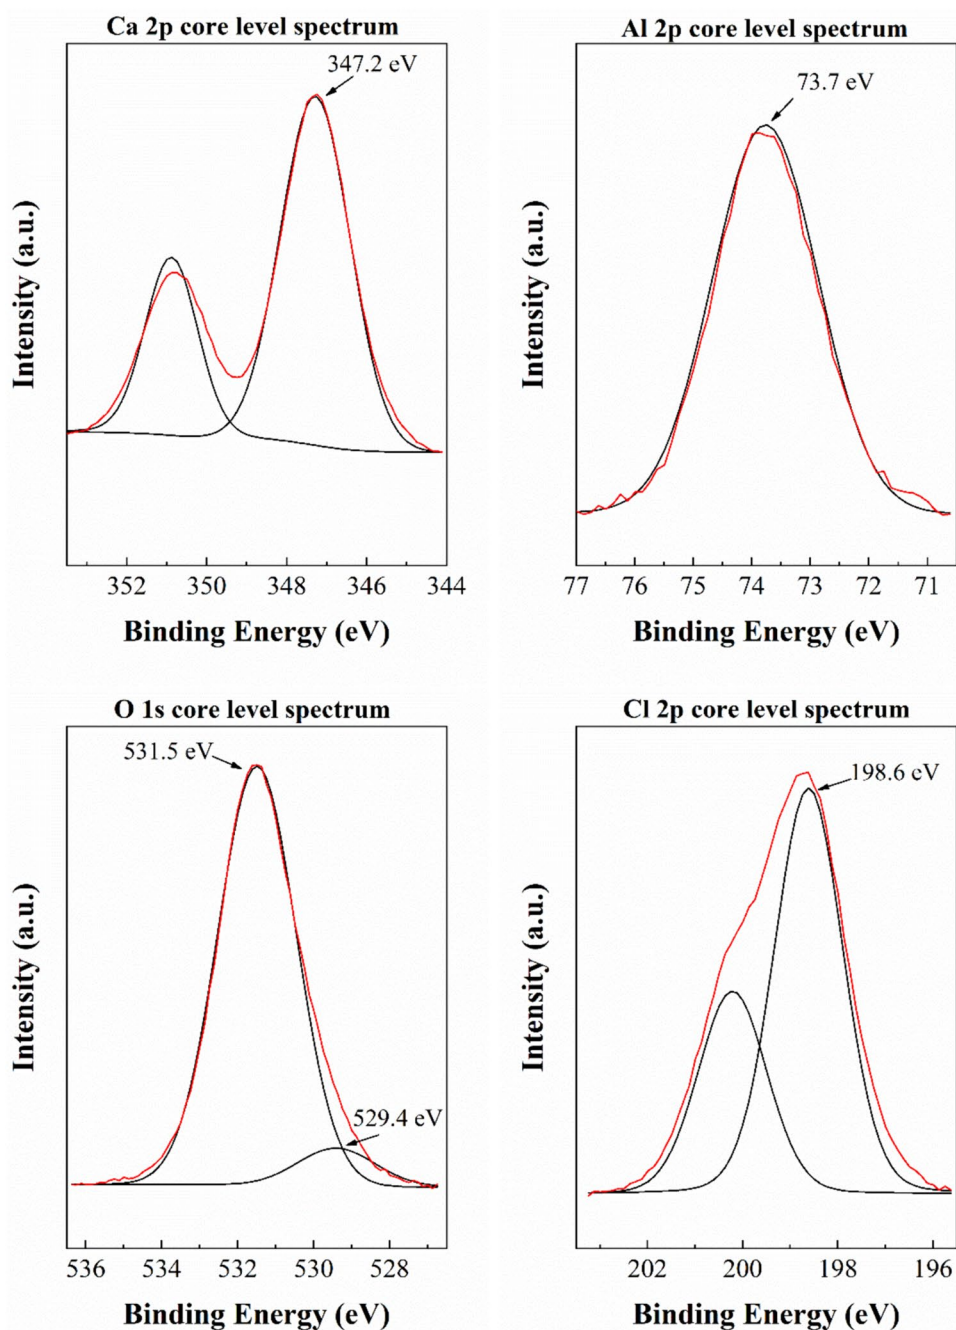 Ca 2p core level spectrum
347.2 eV
Intensity (a.u.)
352 350 348 346 344
Binding Energy (eV)
Al 2p core level spectrum
73.7 eV
Intensity (a.u.)
77 76 75 74 73 72 71
Binding Energy (eV)
O 1s core level spectrum
531.5 eV
529.4 eV
Intensity (a.u.)
536 534 532 530 528
Binding Energy (eV)
Cl 2p core level spectrum
198.6 eV
Intensity (a.u.)
202 200 198 196
Binding Energy (eV)